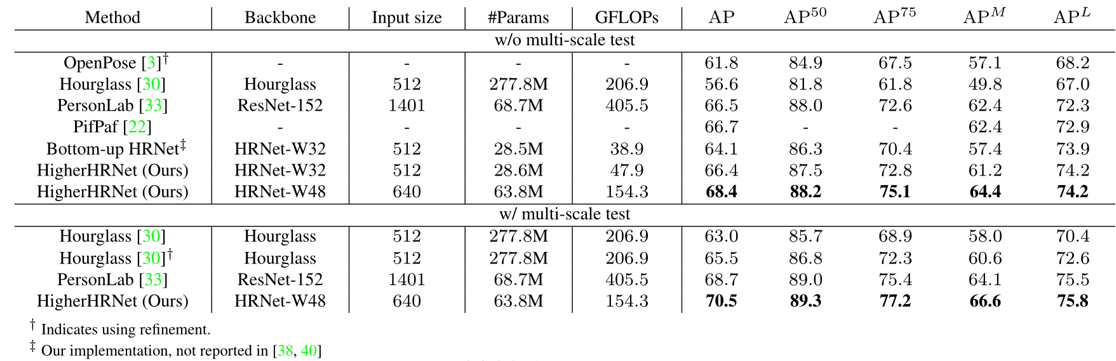 Method Backbone Input size #Params GFLOPs AP AP^50 AP^75 AP^M AP^L
w/o multi-scale test
OpenPose [3]† - - - - 61.8 84.9 67.5 57.1 68.2
Hourglass [30] Hourglass 512 277.8M 206.9 56.6 81.8 61.8 49.8 67.0
PersonLab [33] ResNet-152 1401 68.7M 405.5 66.5 88.0 72.6 62.4 72.3
PifPaf [22] - - - - 66.7 - - 62.4 72.9
Bottom-up HRNet‡ HRNet-W32 512 28.5M 38.9 64.1 86.3 70.4 57.4 73.9
HigherHRNet (Ours) HRNet-W32 512 28.6M 47.9 66.4 87.5 72.8 61.2 74.2
HigherHRNet (Ours) HRNet-W48 640 63.8M 154.3 68.4 88.2 75.1 64.4 74.2
w/ multi-scale test
Hourglass [30] Hourglass 512 277.8M 206.9 63.0 85.7 68.9 58.0 70.4
Hourglass [30]† Hourglass 512 277.8M 206.9 65.5 86.8 72.3 60.6 72.6
PersonLab [33] ResNet-152 1401 68.7M 405.5 68.7 89.0 75.4 64.1 75.5
HigherHRNet (Ours) HRNet-W48 640 63.8M 154.3 70.5 89.3 77.2 66.6 75.8
† Indicates using refinement.
‡ Our implementation, not reported in [38, 40]